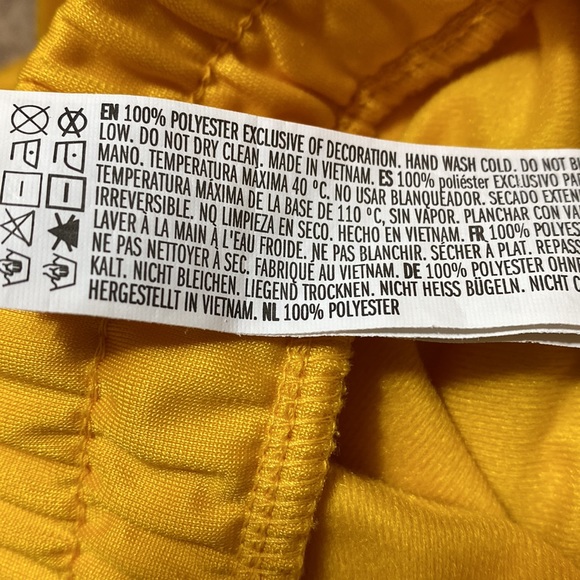 EN 100% POLYESTER EXCLUSIVE OF DECORATION. HAND WASH COLD. DO NOT
LOW. DO NOT DRY CLEAN. MADE IN VIETNAM. ES 100% poliéster EXCLUSIVO
MANO. TEMPERATURA MÁXIMA 40 ºC. NO USAR BLANQUEADOR. SECADO
TEMPERATURA MÁXIMA DE LA BASE DE 110 ºC, SIN VAPOR. PLANCHAR CON
IRREVERSIBLE. NO LIMPIEZA EN SECO. HECHO EN VIETNAM. FR 100%
LAVER À LA MAIN À L'EAU FROIDE. NE PAS BLANCHIR. SÉCHER À PLAT.
NE PAS NETTOYER À SEC. FABRIQUÉ AU VIETNAM. DE 100% POLYESTER
KALT. NICHT BLEICHEN. LIEGEND TROCKNEN. NICHT HEISS BÜGELN. NICHT
HERGESTELLT IN VIETNAM. NL 100% POLYESTER